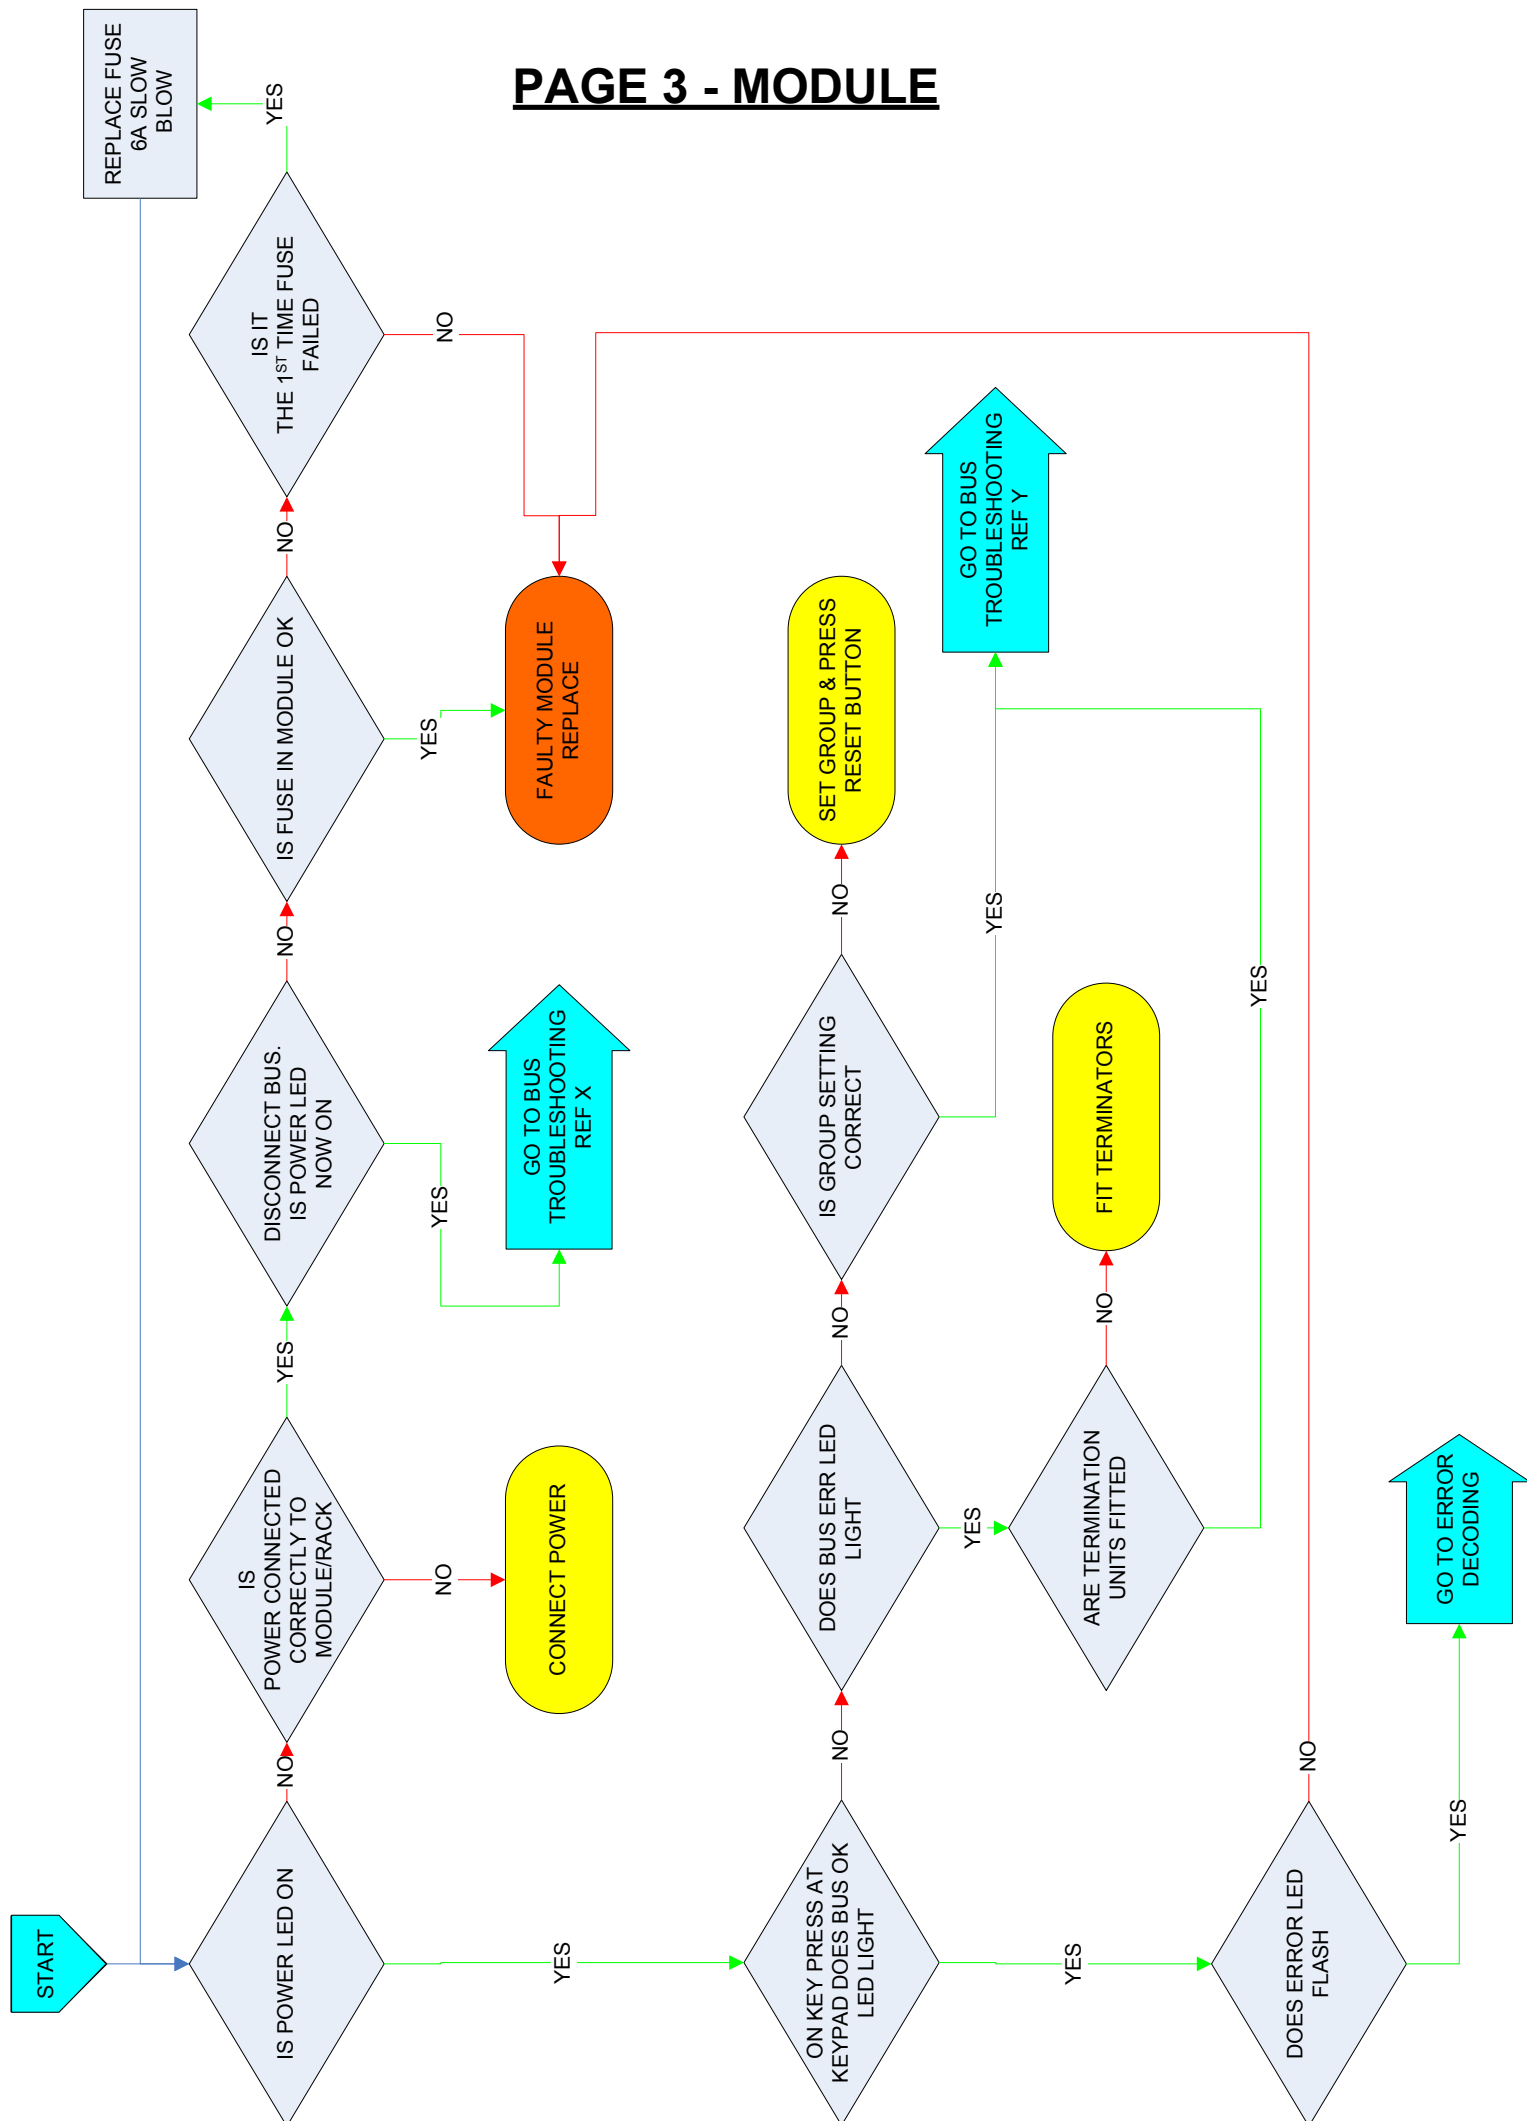 PAGE 3 - MODULE
START
IS POWER LED ON
NO
IS
POWER CONNECTED
CORRECTLY TO
MODULE/RACK
YES
DISCONNECT BUS.
IS POWER LED
NOW ON
NO
IS FUSE IN MODULE OK
NO
IS IT
THE 1ST TIME FUSE
FAILED
YES
REPLACE FUSE
6A SLOW
BLOW
NO
CONNECT POWER
YES
GO TO BUS
TROUBLESHOOTING
REF X
YES
FAULTY MODULE
REPLACE
NO
YES
ON KEY PRESS AT
KEYPAD DOES BUS OK
LED LIGHT
NO
DOES BUS ERR LED
LIGHT
NO
IS GROUP SETTING
CORRECT
NO
SET GROUP & PRESS
RESET BUTTON
YES
GO TO BUS
TROUBLESHOOTING
REF Y
YES
ARE TERMINATION
UNITS FITTED
NO
FIT TERMINATORS
YES
YES
DOES ERROR LED
FLASH
NO
YES
GO TO ERROR
DECODING